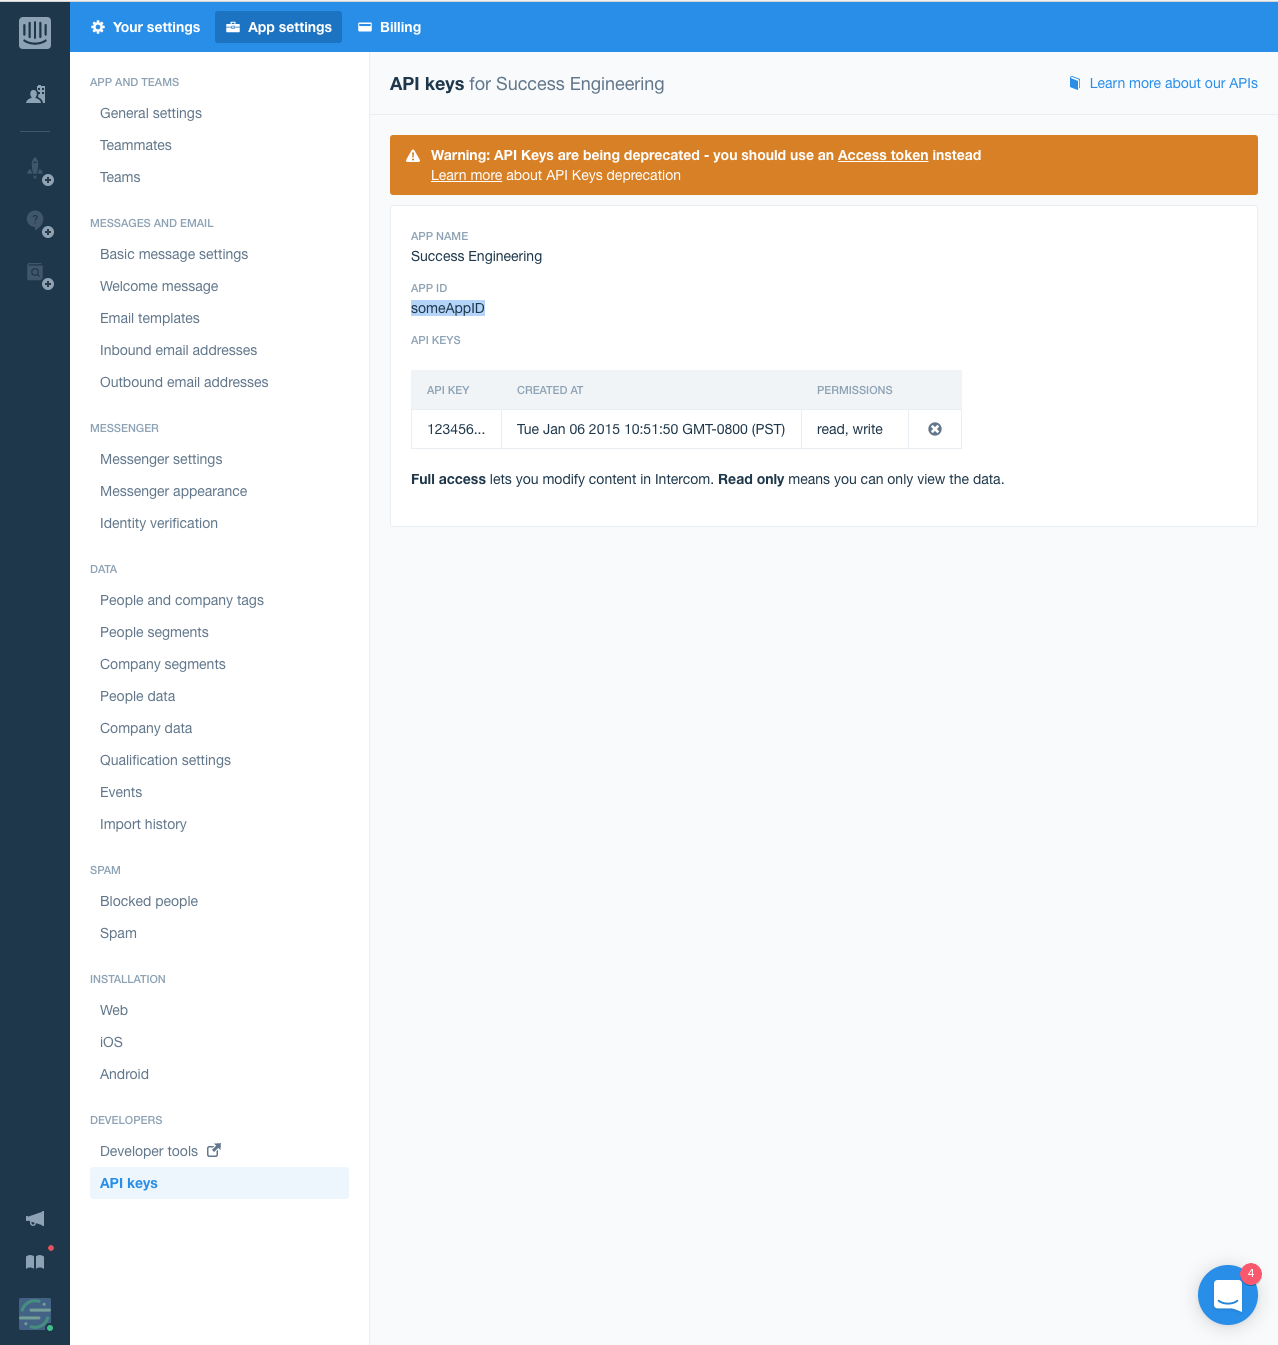 Your settings
App settings
Billing
APP AND TEAMS
General settings
Teammates
Teams
MESSAGES AND EMAIL
Basic message settings
Welcome message
Email templates
Inbound email addresses
Outbound email addresses
MESSENGER
Messenger settings
Messenger appearance
Identity verification
DATA
People and company tags
People segments
Company segments
People data
Company data
Qualification settings
Events
Import history
SPAM
Blocked people
Spam
INSTALLATION
Web
iOS
Android
DEVELOPERS
Developer tools
API keys
API keys for Success Engineering
Learn more about our APIs
Warning: API Keys are being deprecated - you should use an Access token instead
Learn more about API Keys deprecation
APP NAME
Success Engineering
APP ID
someAppID
API KEYS
API KEY CREATED AT PERMISSIONS
123456... Tue Jan 06 2015 10:51:50 GMT-0800 (PST) read, write
Full access lets you modify content in Intercom. Read only means you can only view the data.
4